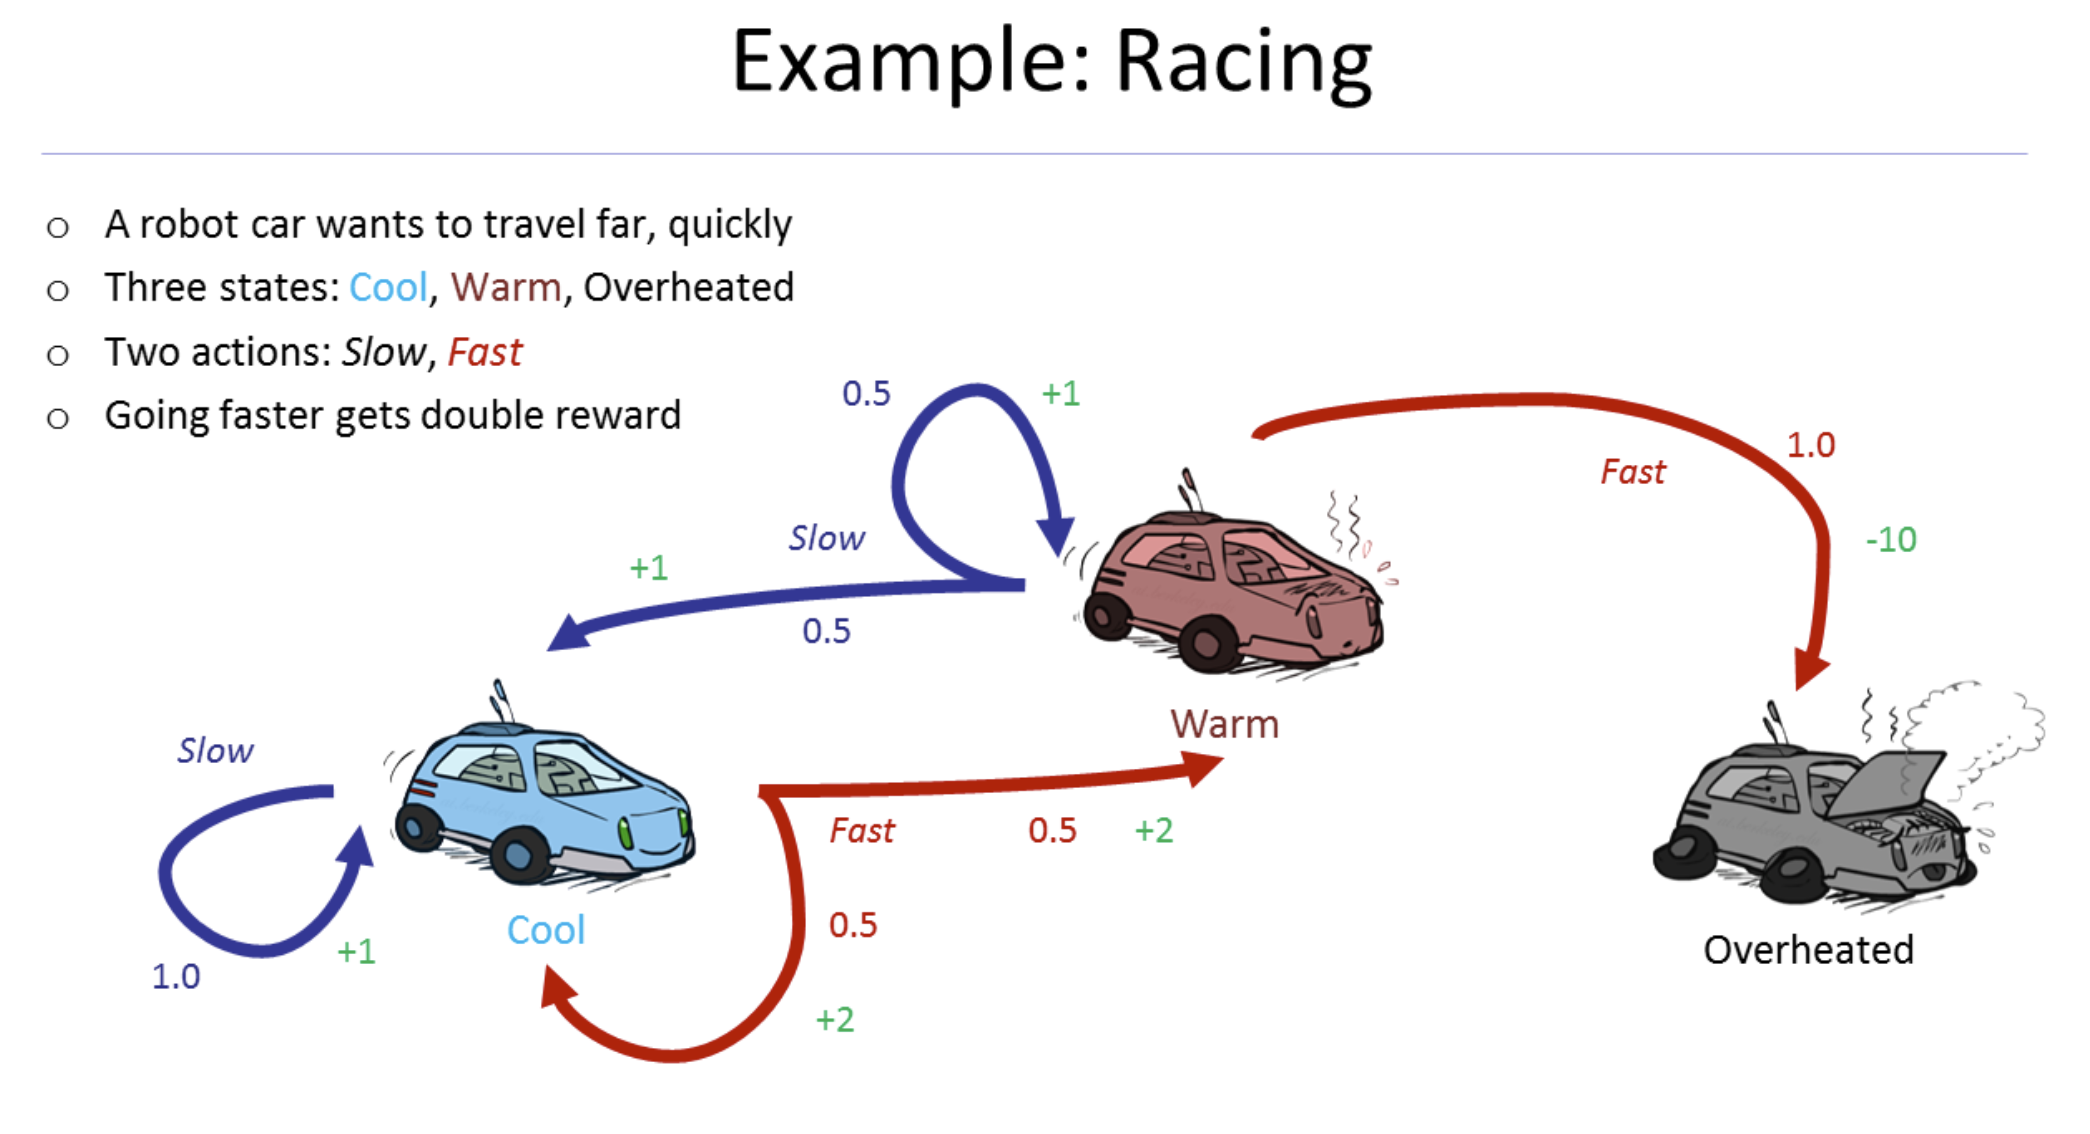 Example: Racing
o A robot car wants to travel far, quickly
o Three states: Cool, Warm, Overheated
o Two actions: Slow, Fast
o Going faster gets double reward
0.5
+1
1.0
Fast
-10
Slow
+1
0.5
Warm
Slow
Fast
0.5
+2
Cool
0.5
+1
1.0
+2
Overheated